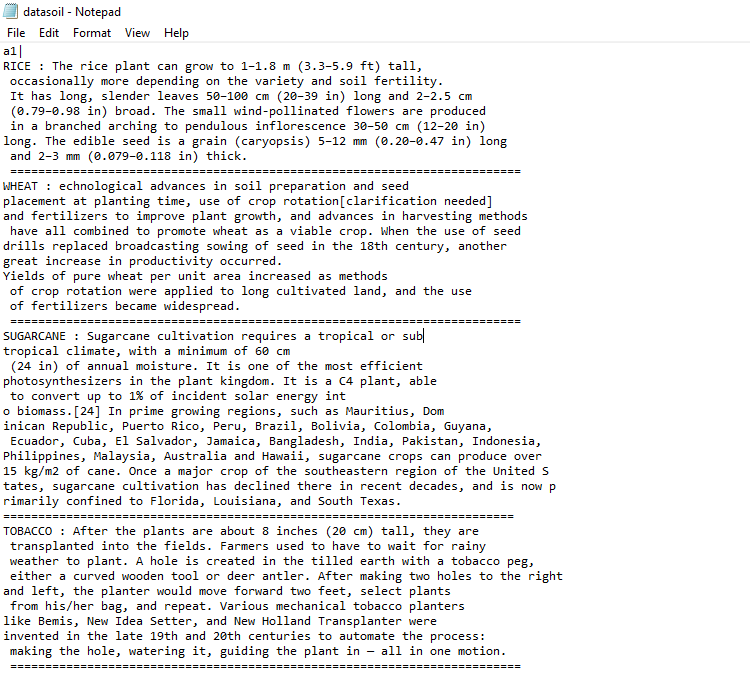 datasoil - Notepad
File Edit Format View Help
a1|
RICE : The rice plant can grow to 1–1.8 m (3.3–5.9 ft) tall,
occasionally more depending on the variety and soil fertility.
It has long, slender leaves 50–100 cm (20–39 in) long and 2–2.5 cm
(0.79–0.98 in) broad. The small wind-pollinated flowers are produced
in a branched arching to pendulous inflorescence 30–50 cm (12–20 in)
long. The edible seed is a grain (caryopsis) 5–12 mm (0.20–0.47 in) long
and 2–3 mm (0.079–0.118 in) thick.
====================================================================
WHEAT : echnological advances in soil preparation and seed
placement at planting time, use of crop rotation[clarification needed]
and fertilizers to improve plant growth, and advances in harvesting methods
have all combined to promote wheat as a viable crop. When the use of seed
drills replaced broadcasting sowing of seed in the 18th century, another
great increase in productivity occurred.
Yields of pure wheat per unit area increased as methods
of crop rotation were applied to long cultivated land, and the use
of fertilizers became widespread.
====================================================================
SUGARCANE : Sugarcane cultivation requires a tropical or sub
tropical climate, with a minimum of 60 cm
(24 in) of annual moisture. It is one of the most efficient
photosynthesizers in the plant kingdom. It is a C4 plant, able
to convert up to 1% of incident solar energy int
o biomass.[24] In prime growing regions, such as Mauritius, Dom
inican Republic, Puerto Rico, Peru, Brazil, Bolivia, Colombia, Guyana,
Ecuador, Cuba, El Salvador, Jamaica, Bangladesh, India, Pakistan, Indonesia,
Philippines, Malaysia, Australia and Hawaii, sugarcane crops can produce over
15 kg/m2 of cane. Once a major crop of the southeastern region of the United S
tates, sugarcane cultivation has declined there in recent decades, and is now p
rimarily confined to Florida, Louisiana, and South Texas.
====================================================================
TOBACCO : After the plants are about 8 inches (20 cm) tall, they are
transplanted into the fields. Farmers used to have to wait for rainy
weather to plant. A hole is created in the tilled earth with a tobacco peg,
either a curved wooden tool or deer antler. After making two holes to the right
and left, the planter would move forward two feet, select plants
from his/her bag, and repeat. Various mechanical tobacco planters
like Bemis, New Idea Setter, and New Holland Transplanter were
invented in the late 19th and 20th centuries to automate the process:
making the hole, watering it, guiding the plant in — all in one motion.
====================================================================